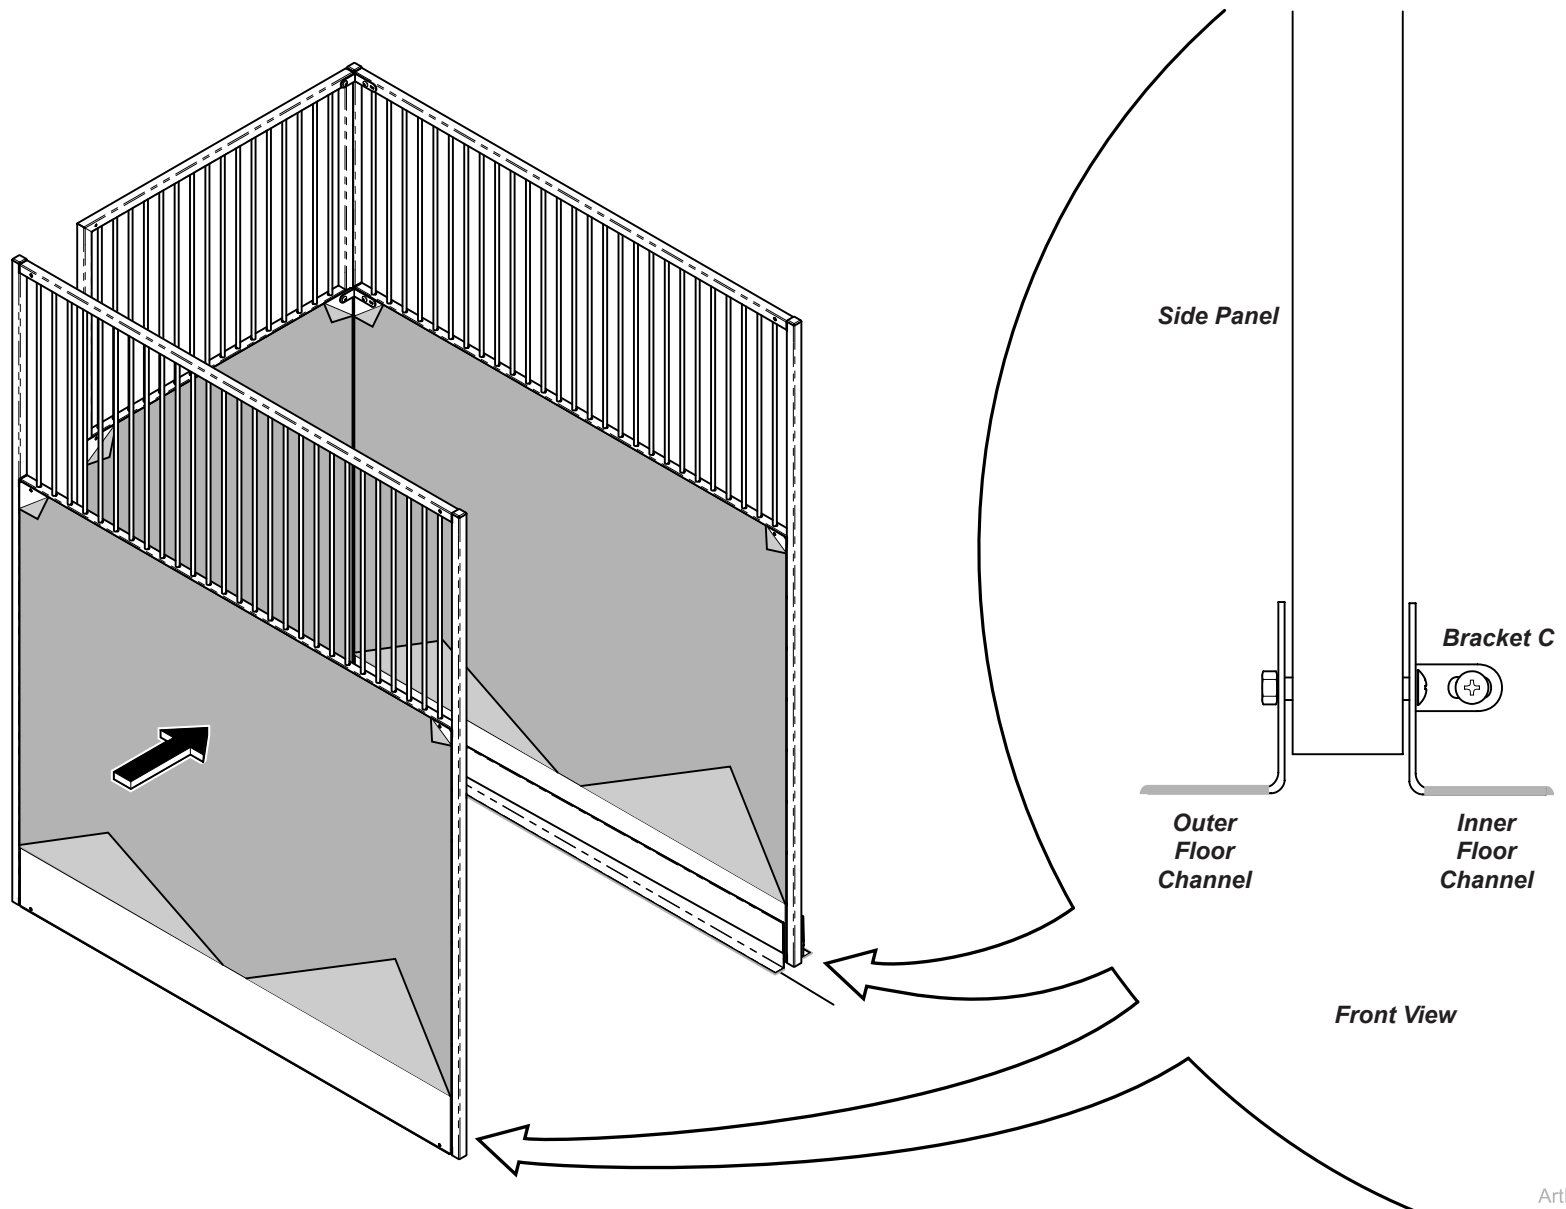 Side Panel
Bracket C
Outer
Floor
Channel
Inner
Floor
Channel
Front View